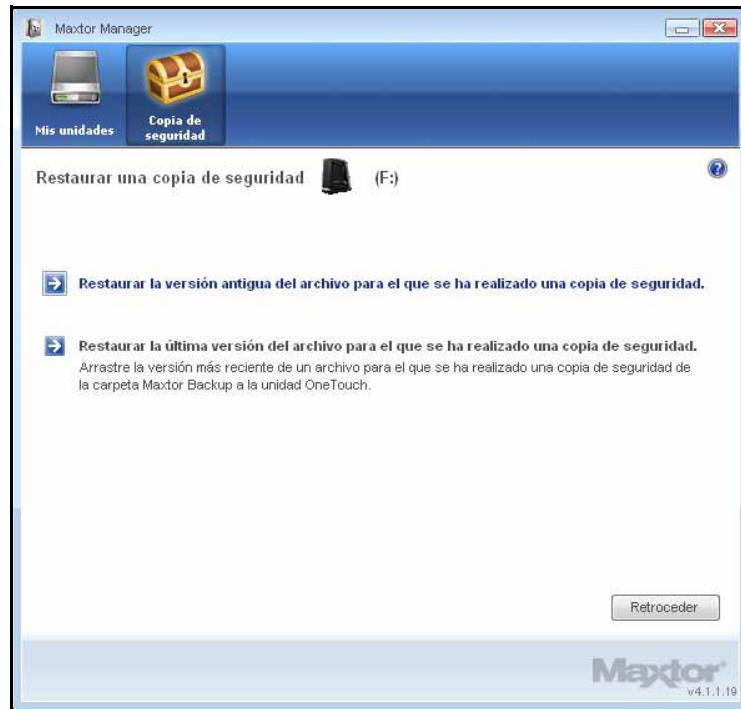 Maxtor Manager
Mis unidades
Copia de
seguridad
Restaurar una copia de seguridad (F:)
Restaurar la versión antigua del archivo para el que se ha realizado una copia de seguridad.
Restaurar la última versión del archivo para el que se ha realizado una copia de seguridad.
Arrastre la versión más reciente de un archivo para el que se ha realizado una copia de seguridad de
la carpeta Maxtor Backup a la unidad OneTouch.
Retroceder
Maxtor
v4.1.1.19